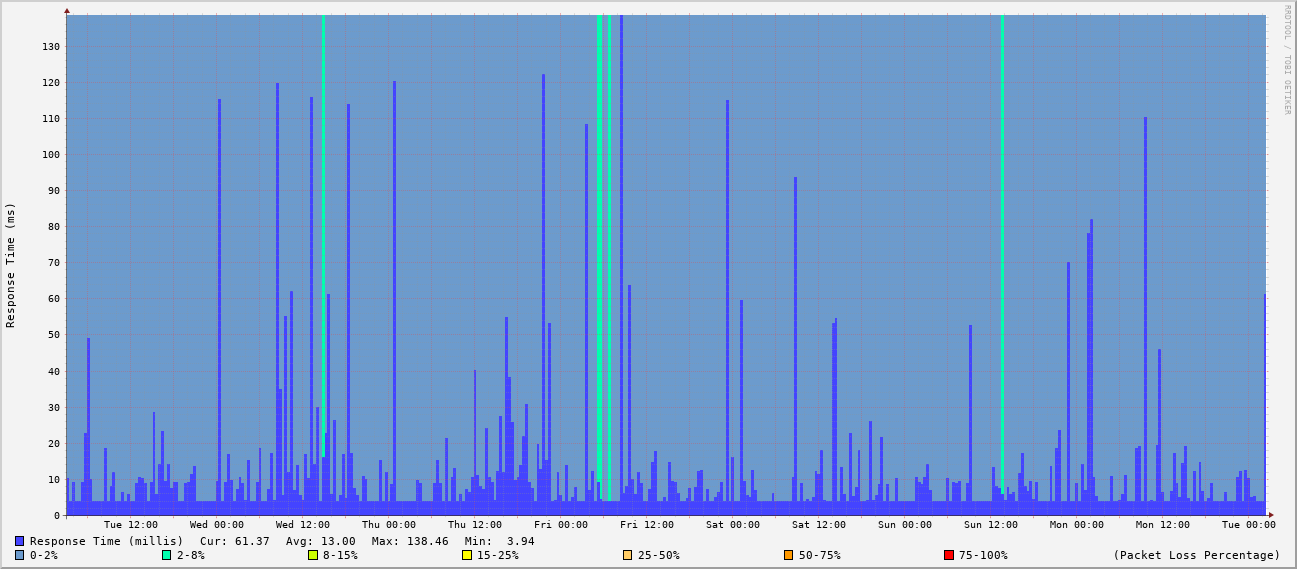 RRDTOOL / TOBI OETIKER
Response Time (ms)
130
120
110
100
90
80
70
60
50
40
30
20
10
0
Tue 12:00 Wed 00:00 Wed 12:00 Thu 00:00 Thu 12:00 Fri 00:00 Fri 12:00 Sat 00:00 Sat 12:00 Sun 00:00 Sun 12:00 Mon 00:00 Mon 12:00 Tue 00:00
Response Time (millis) Cur: 61.37 Avg: 13.00 Max: 138.46 Min: 3.94
0-2% 2-8% 8-15% 15-25% 25-50% 50-75% 75-100% (Packet Loss Percentage)